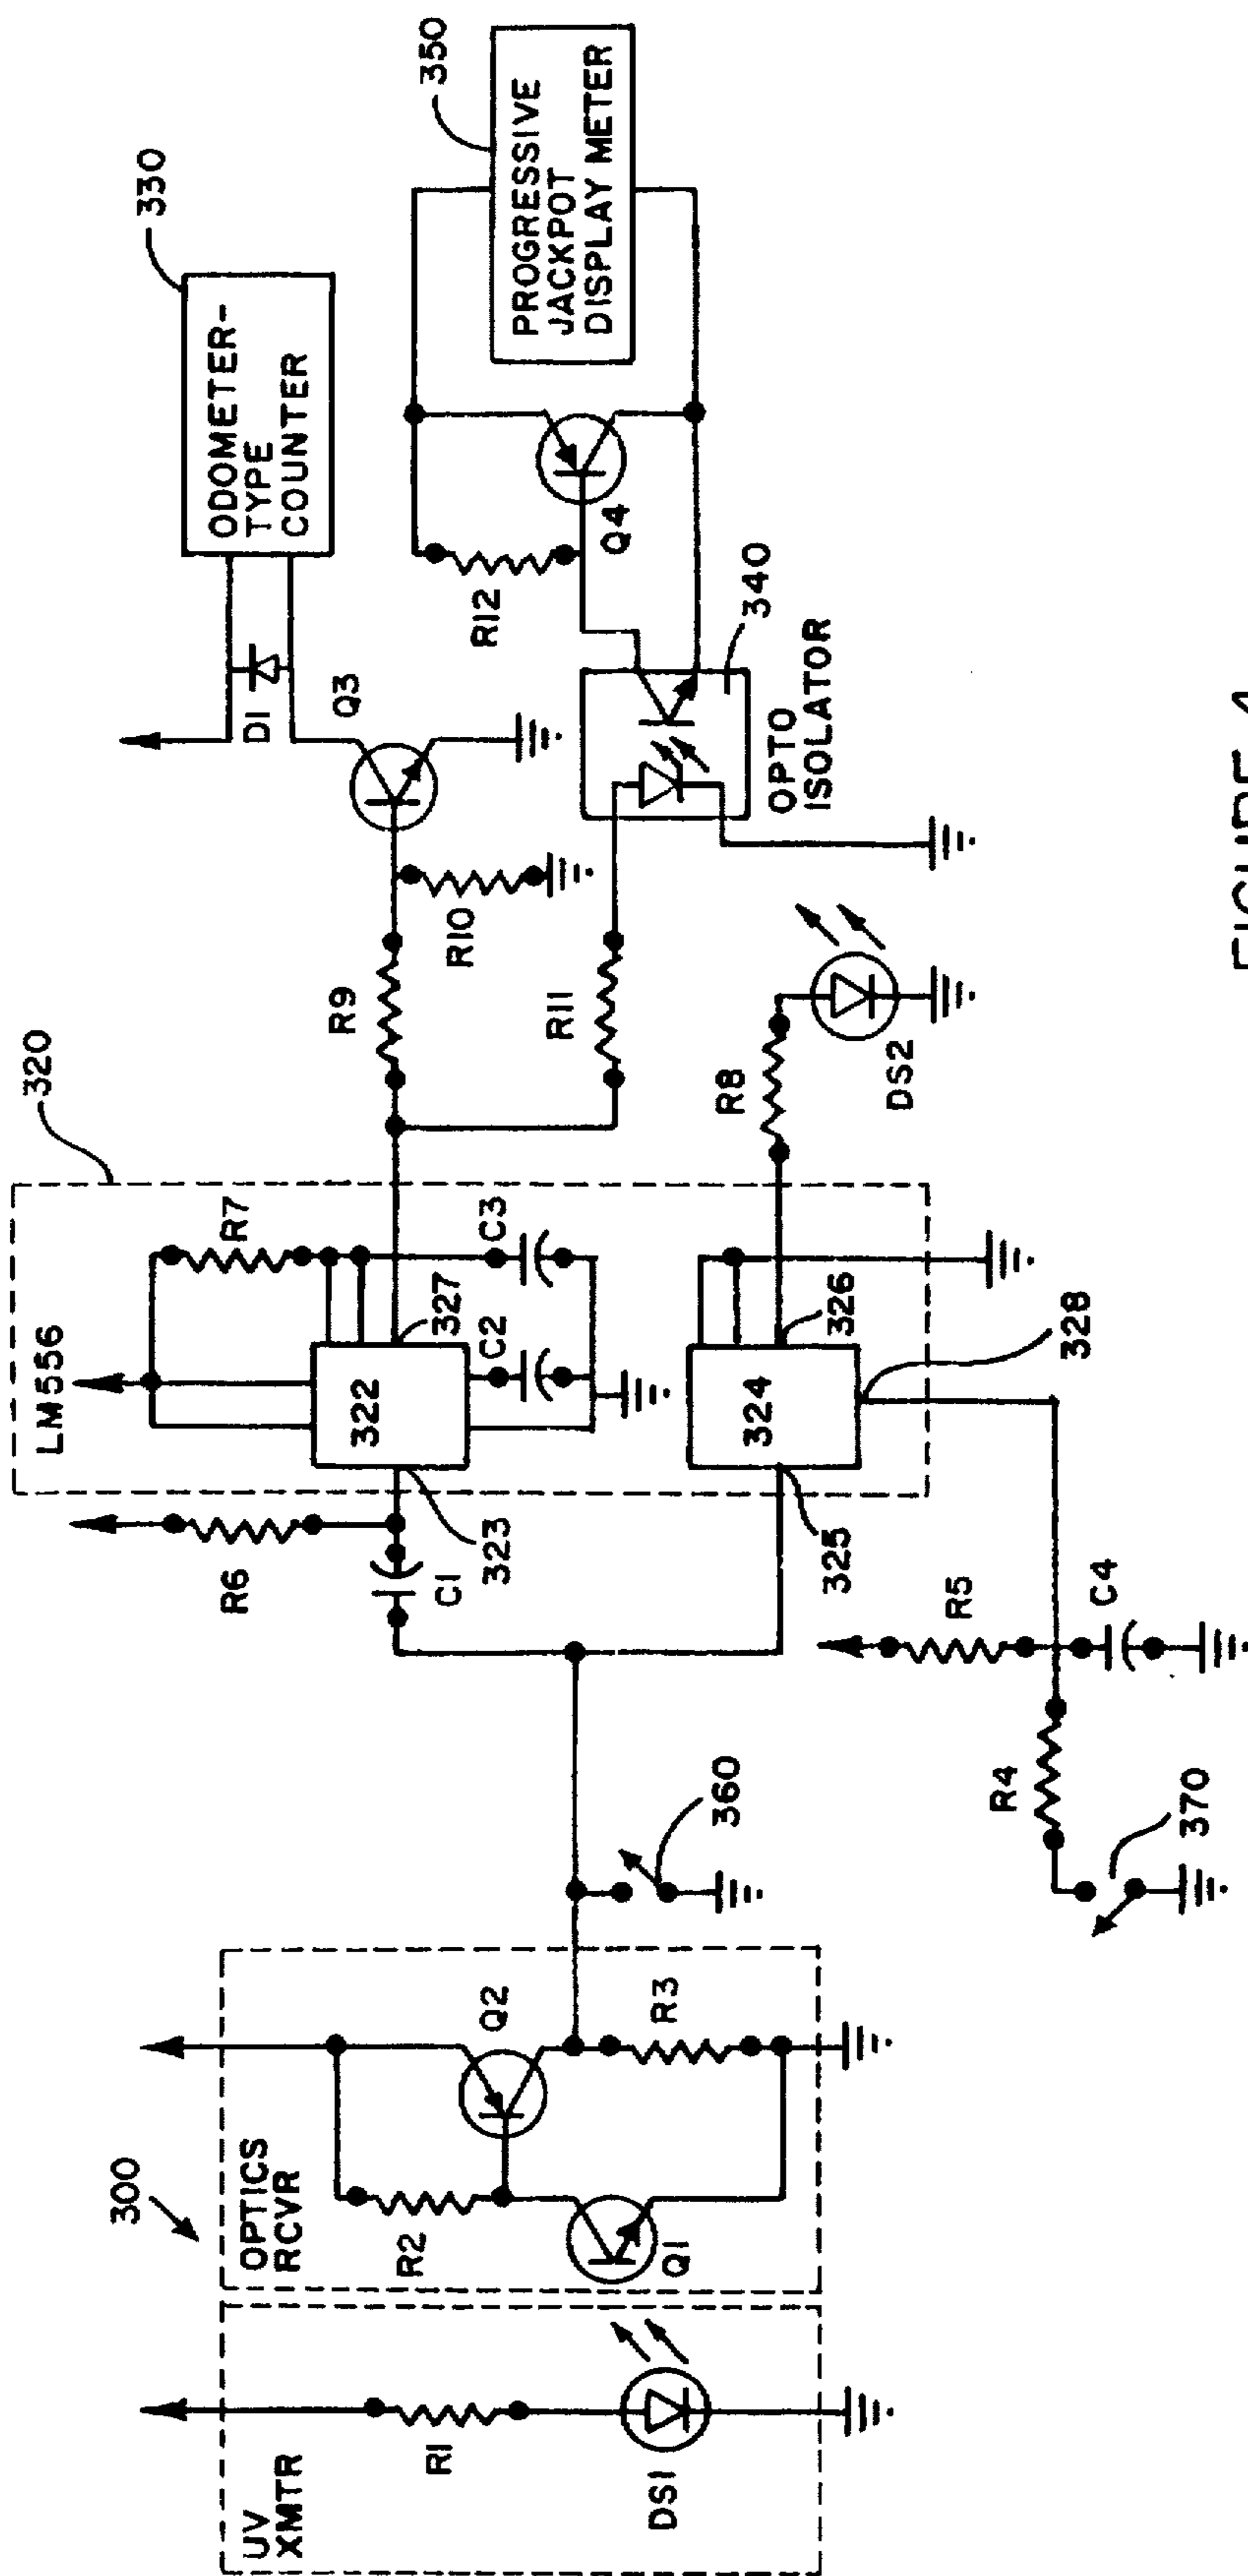 300
UV
XMTR
R1
DS1
OPTICS
RCVR
R2
Q1
Q2
R3
360
370
R4
R5
C4
R6
C1
323
325
320
LM556
322
324
R7
C2
C3
327
326
328
R9
R10
R11
R8
DS2
Q3
D1
330
ODOMETER-
TYPE
COUNTER
OPTO
ISOLATOR
340
R12
Q4
350
PROGRESSIVE
JACKPOT
DISPLAY METER